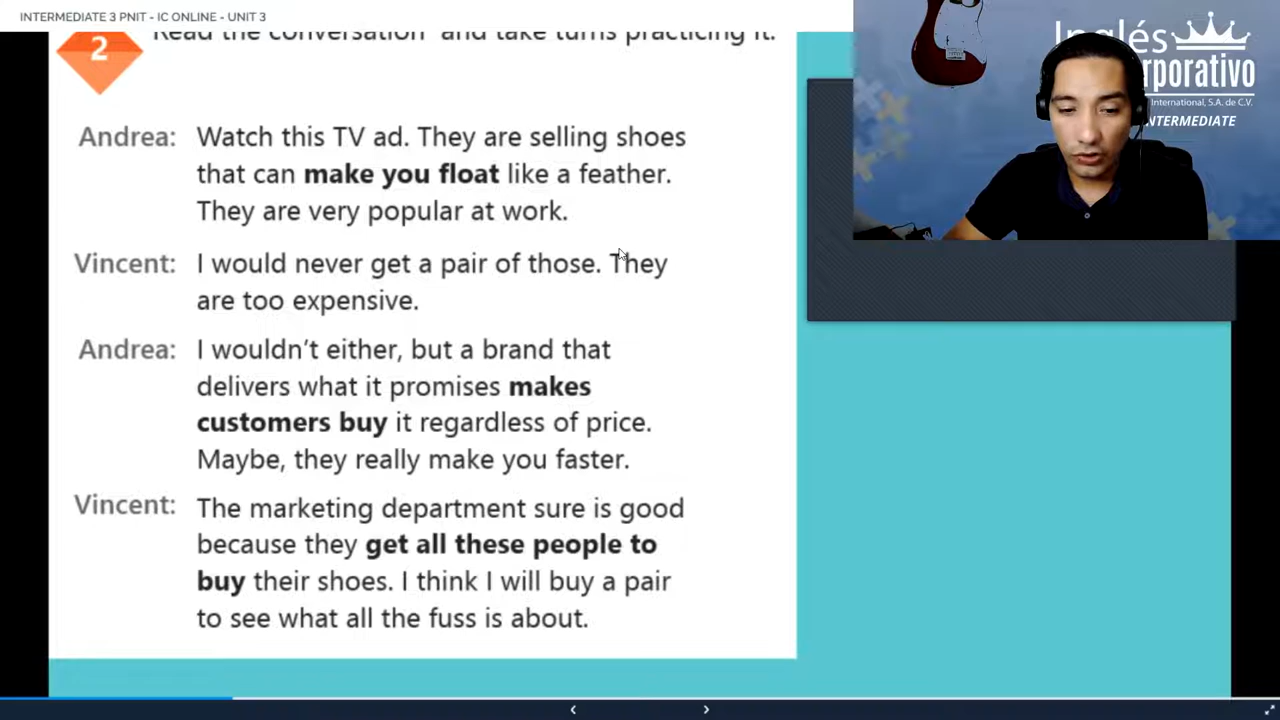 INTERMEDIATE 3 PNIT - IC ONLINE - UNIT 3
2
Read the conversation and take turns practicing it.
Andrea: Watch this TV ad. They are selling shoes
that can make you float like a feather.
They are very popular at work.
Vincent: I would never get a pair of those. They
are too expensive.
Andrea: I wouldn't either, but a brand that
delivers what it promises makes
customers buy it regardless of price.
Maybe, they really make you faster.
Vincent: The marketing department sure is good
because they get all these people to
buy their shoes. I think I will buy a pair
to see what all the fuss is about.
Inglés
rporativo
International, S.A. de C.V.
NTERMEDIATE